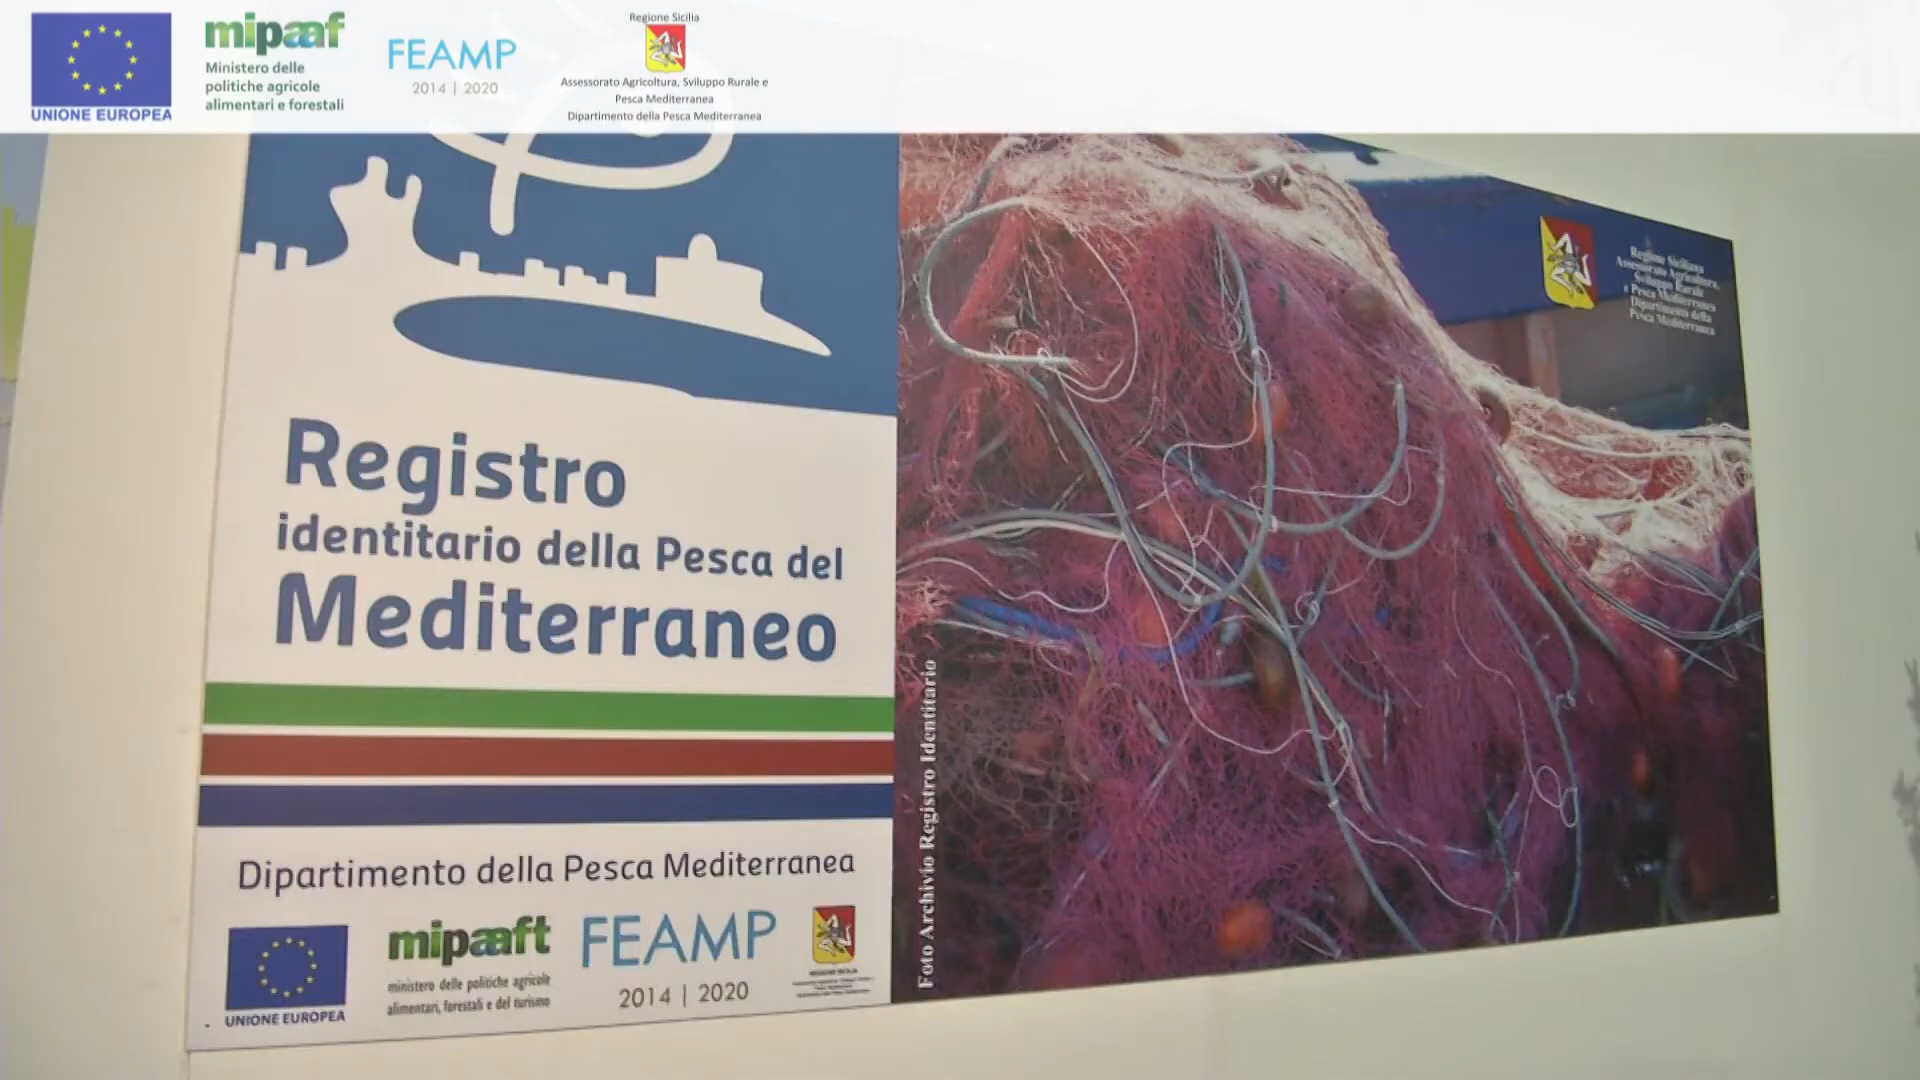 UNIONE EUROPEA
mipaaf
Ministero delle
politiche agricole
alimentari e forestali
FEAMP
2014 | 2020
Regione Sicilia
Assessorato Agricoltura, Sviluppo Rurale e
Pesca Mediterranea
Dipartimento della Pesca Mediterranea
Registro
identitario della Pesca del
Mediterraneo
Dipartimento della Pesca Mediterranea
UNIONE EUROPEA
mipaaft
ministero delle politiche agricole
alimentari, forestali e del turismo
FEAMP
2014 | 2020
REGIONE SICILIA
Foto Archivio Registro Identitario
Regione Siciliana
Assessorato Agricoltura,
Sviluppo Rurale
e Pesca Mediterranea
Dipartimento della
Pesca Mediterranea